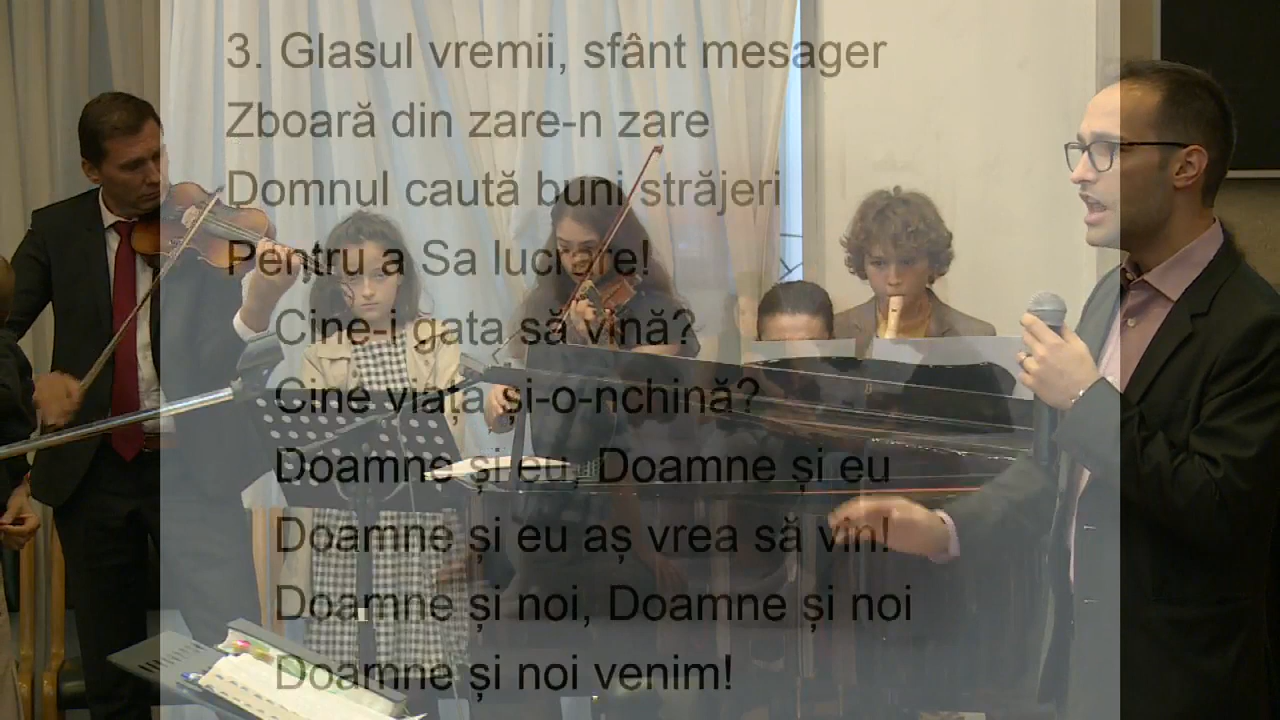 3. Glasul vremii, sfânt mesager
Zboară din zare-n zare
Domnul caută buni străjeri
Pentru a Sa lucrare!
Cine-i gata să vină?
Cine viața și-o-nchină?
Doamne și eu, Doamne și eu
Doamne și eu aș vrea să vin!
Doamne și noi, Doamne și noi
Doamne și noi venim!